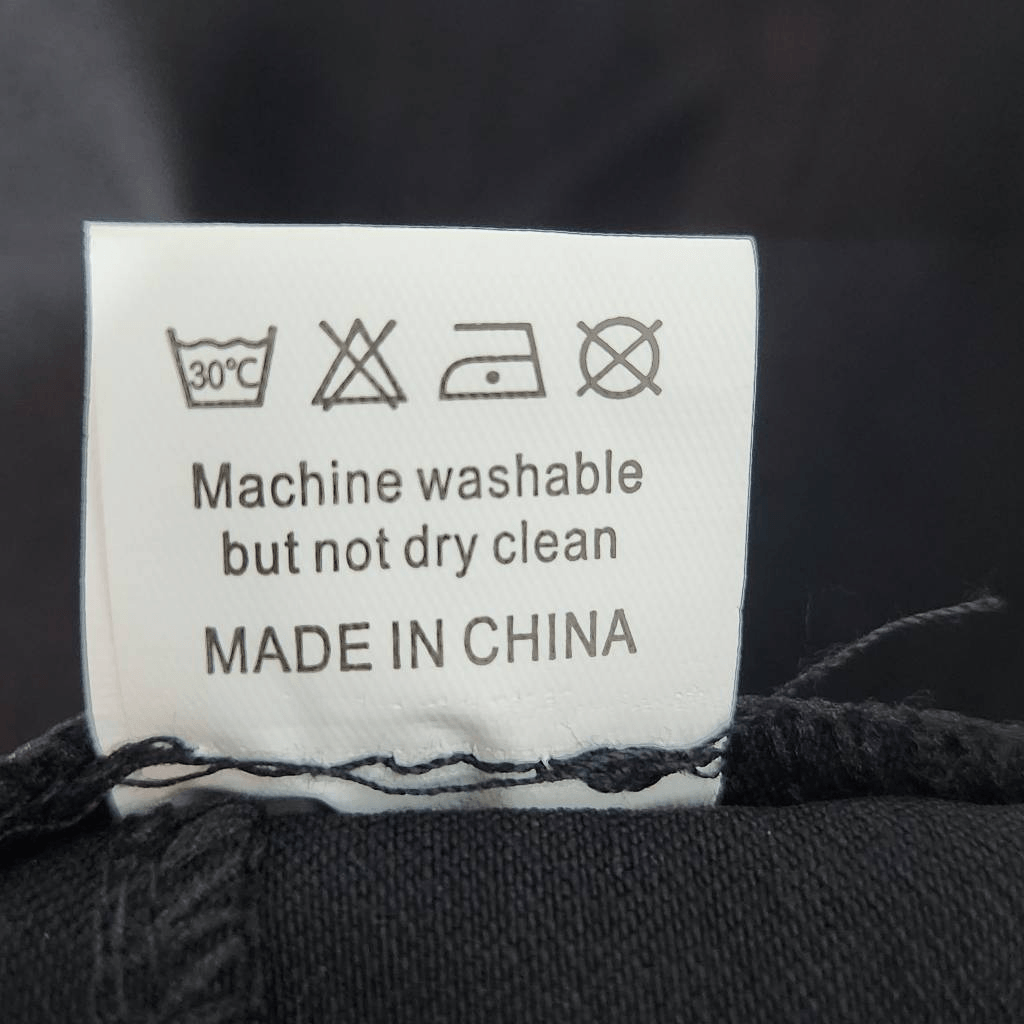 30°C
Machine washable
but not dry clean
MADE IN CHINA